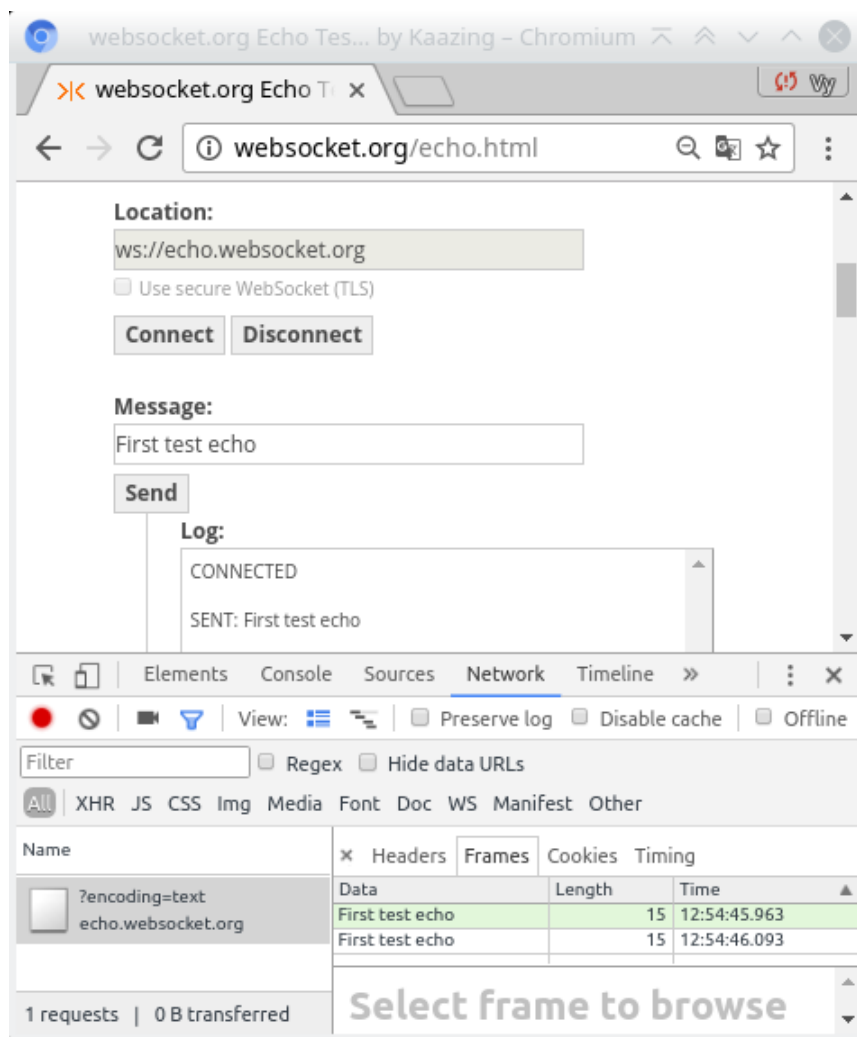 websocket.org Echo Tes... by Kaazing – Chromium
websocket.org Echo T
Vy
websocket.org/echo.html
Location:
ws://echo.websocket.org
Use secure WebSocket (TLS)
Connect Disconnect
Message:
First test echo
Send
Log:
CONNECTED
SENT: First test echo
Elements Console Sources Network Timeline »
View: Preserve log Disable cache Offline
Filter Regex Hide data URLs
All XHR JS CSS Img Media Font Doc WS Manifest Other
Name
× Headers Frames Cookies Timing
?encoding=text
echo.websocket.org
Data Length Time
First test echo 15 12:54:45.963
First test echo 15 12:54:46.093
Select frame to browse
1 requests | 0 B transferred